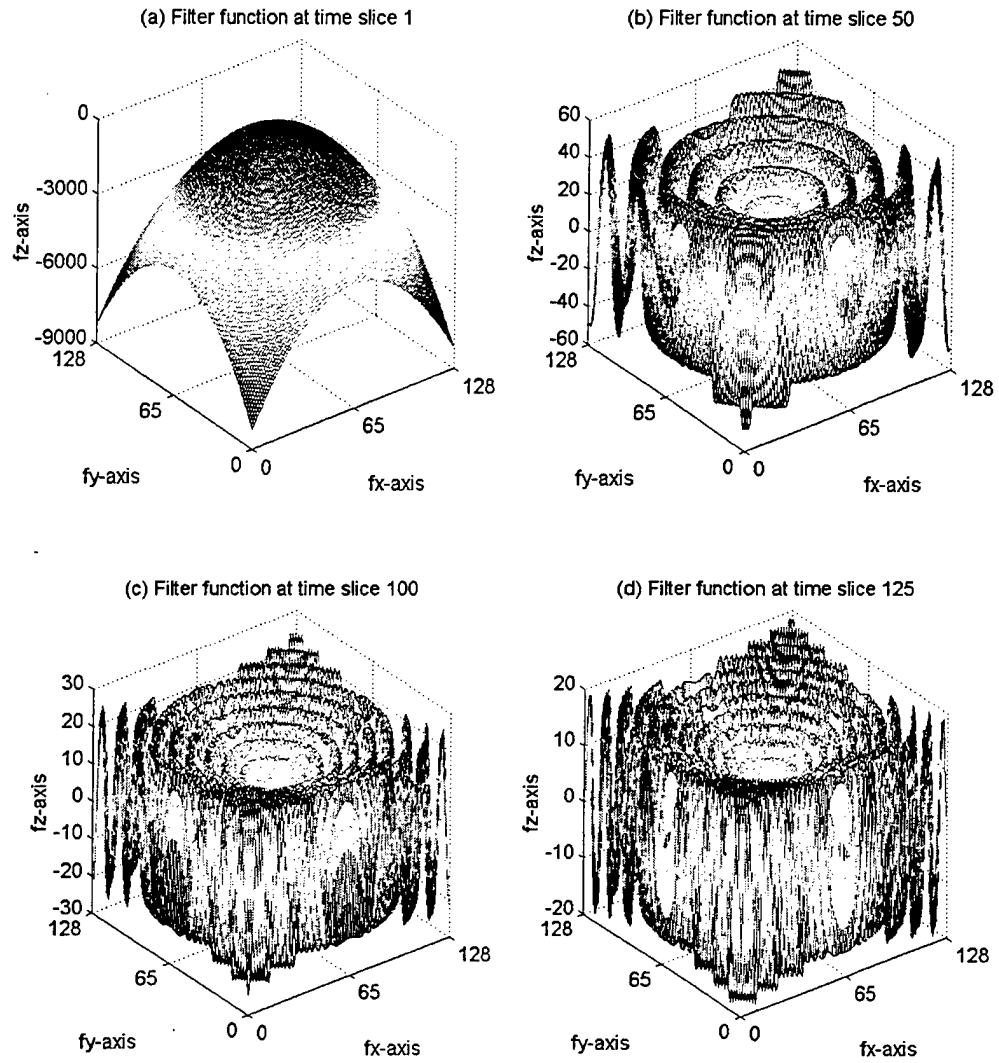 (a) Filter function at time slice 1
0
-3000
-6000
-9000
fz-axis
128
65
0
fy-axis
0
65
128
fx-axis
(b) Filter function at time slice 50
60
40
20
0
-20
-40
-60
fz-axis
128
65
0
fy-axis
0
65
128
fx-axis
(c) Filter function at time slice 100
30
20
10
0
-10
-20
-30
fz-axis
128
65
0
fy-axis
0
65
128
fx-axis
(d) Filter function at time slice 125
20
10
0
-10
-20
fz-axis
128
65
0
fy-axis
0
65
128
fx-axis